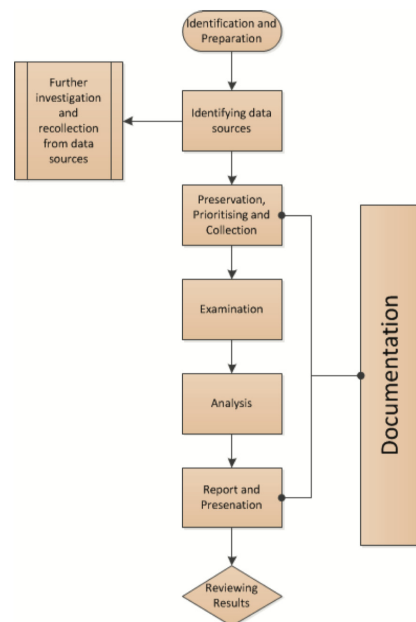 Identification and
Preparation
Further
investigation
and
recollection
from data
sources
Identifying data
sources
Preservation,
Prioritising and
Collection
Examination
Documentation
Analysis
Report and
Presenation
Reviewing
Results